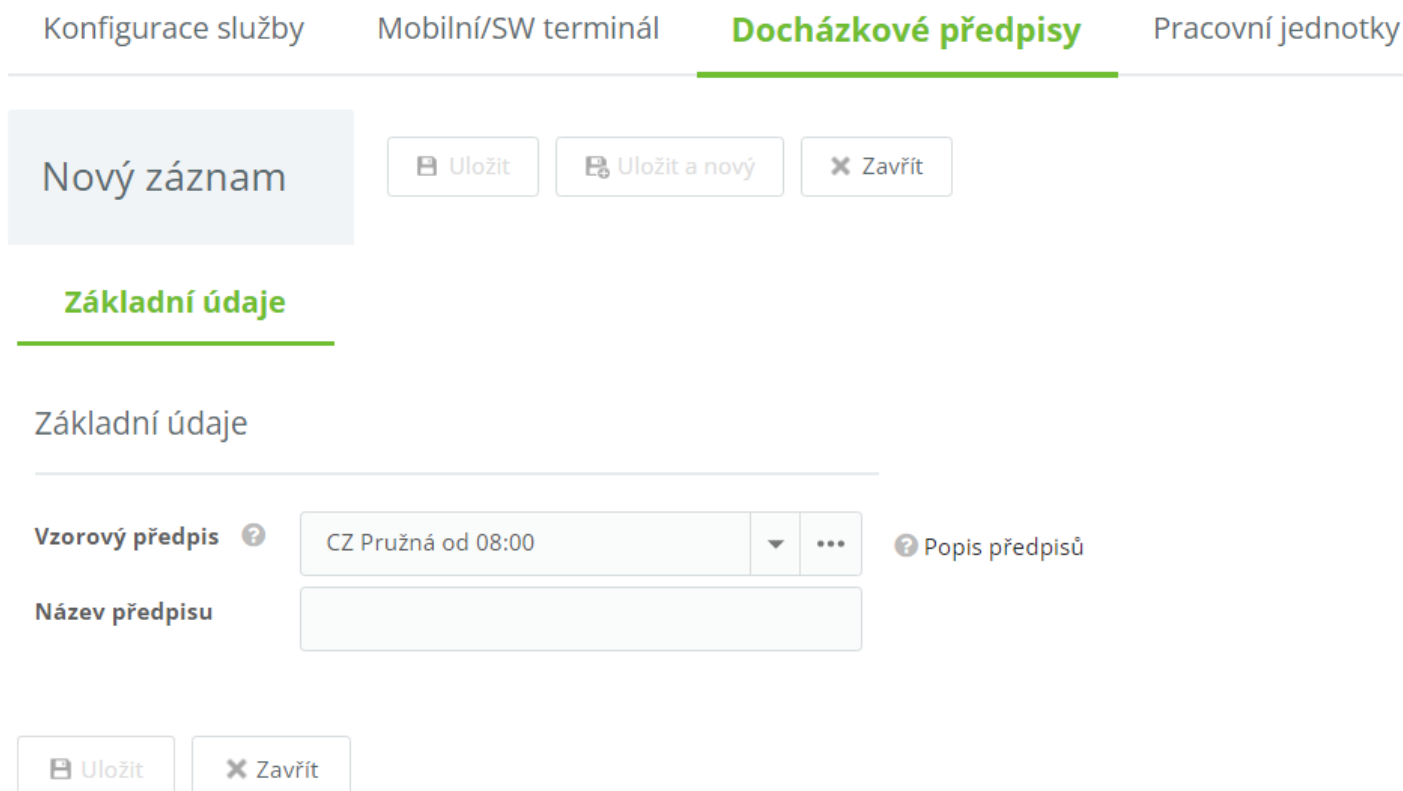 Konfigurace služby Mobilní/SW terminál Docházkové předpisy Pracovní jednotky
Nový záznam Uložit Uložit a nový Zavřít
Základní údaje
Základní údaje
Vzorový předpis ? CZ Pružná od 08:00 ••• ? Popis předpisů
Název předpisu
Uložit Zavřít